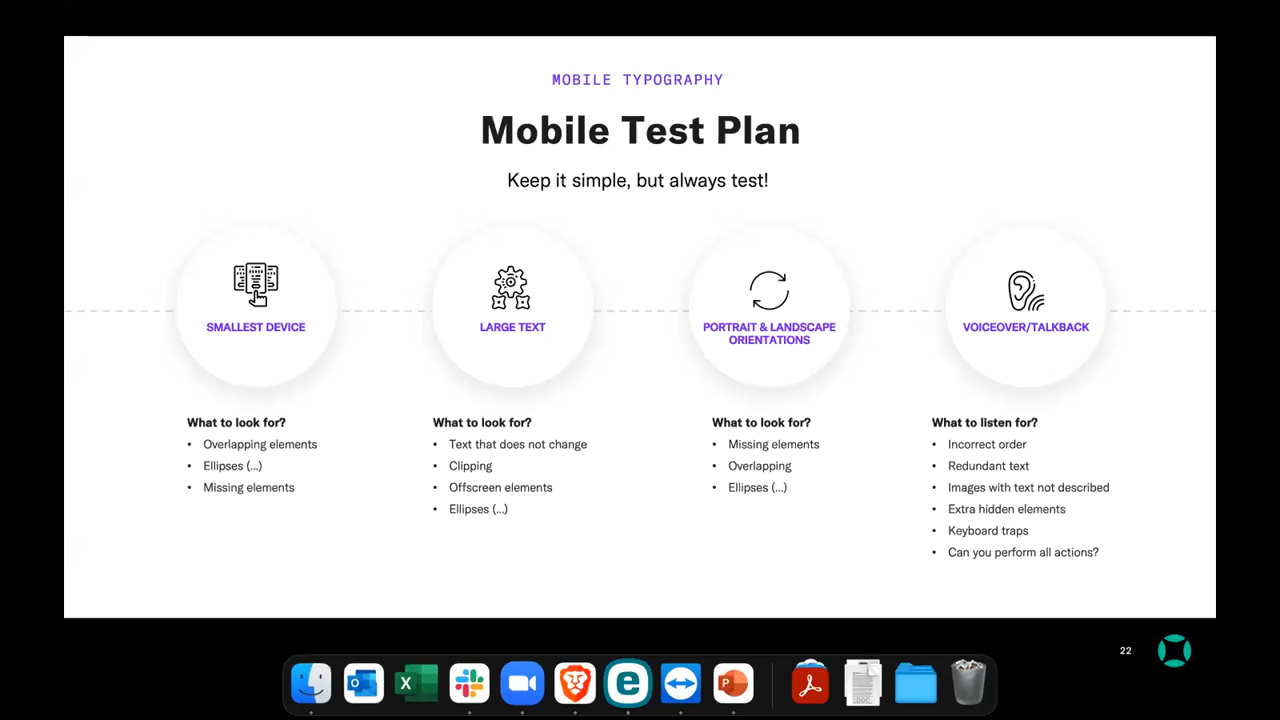 MOBILE TYPOGRAPHY
Mobile Test Plan
Keep it simple, but always test!
SMALLEST DEVICE
What to look for?
• Overlapping elements
• Ellipses (...)
• Missing elements
LARGE TEXT
What to look for?
• Text that does not change
• Clipping
• Offscreen elements
• Ellipses (...)
PORTRAIT & LANDSCAPE
ORIENTATIONS
What to look for?
• Missing elements
• Overlapping
• Ellipses (...)
VOICEOVER/TALKBACK
What to listen for?
• Incorrect order
• Redundant text
• Images with text not described
• Extra hidden elements
• Keyboard traps
• Can you perform all actions?
22